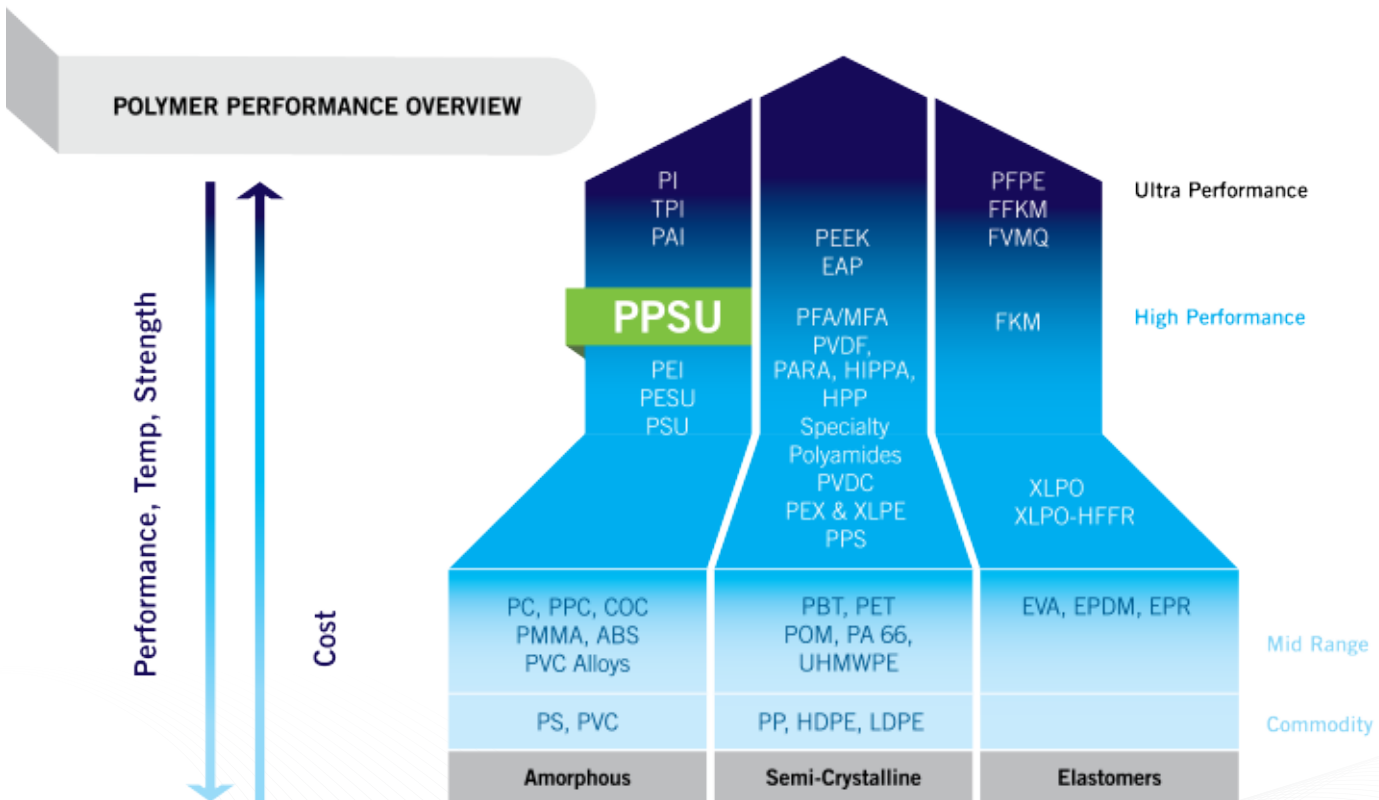 POLYMER PERFORMANCE OVERVIEW
Performance, Temp, Strength
Cost
PI
TPI
PAI
PPSU
PEI
PESU
PSU
PC, PPC, COC
PMMA, ABS
PVC Alloys
PS, PVC
Amorphous
PEEK
EAP
PFA/MFA
PVDF,
PARA, HIPPA,
HPP
Specialty
Polyamides
PVDC
PEX & XLPE
PPS
PBT, PET
POM, PA 66,
UHMWPE
PP, HDPE, LDPE
Semi-Crystalline
PFPE
FFKM
FVMQ
FKM
XLPO
XLPO-HFFR
EVA, EPDM, EPR
Elastomers
Ultra Performance
High Performance
Mid Range
Commodity